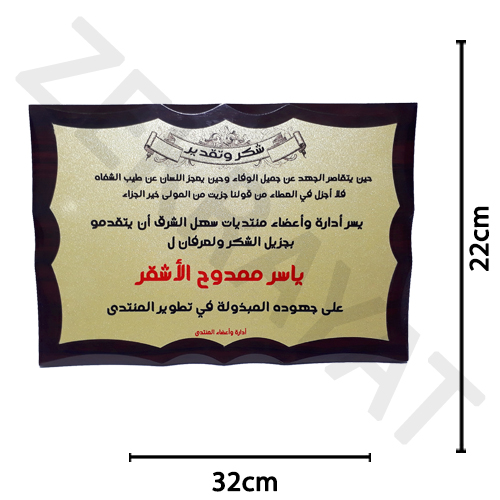 شكر وتقدير
حين يتقاصر الجهد عن جميل الوفاء وحين يعجز اللسان عن طيب الشفاه
فلا أجزل في العطاء من قولنا جزيت من المولى خير الجزاء
يسر أدارة وأعضاء منتديات سهل الشرق أن يتقدمو
بجزيل الشكر ولعرفان ل
ياسر ممدوح الأشقر
على جهوده المبذولة في تطوير المنتدى
أدارة وأعضاء المنتدى
22cm
32cm